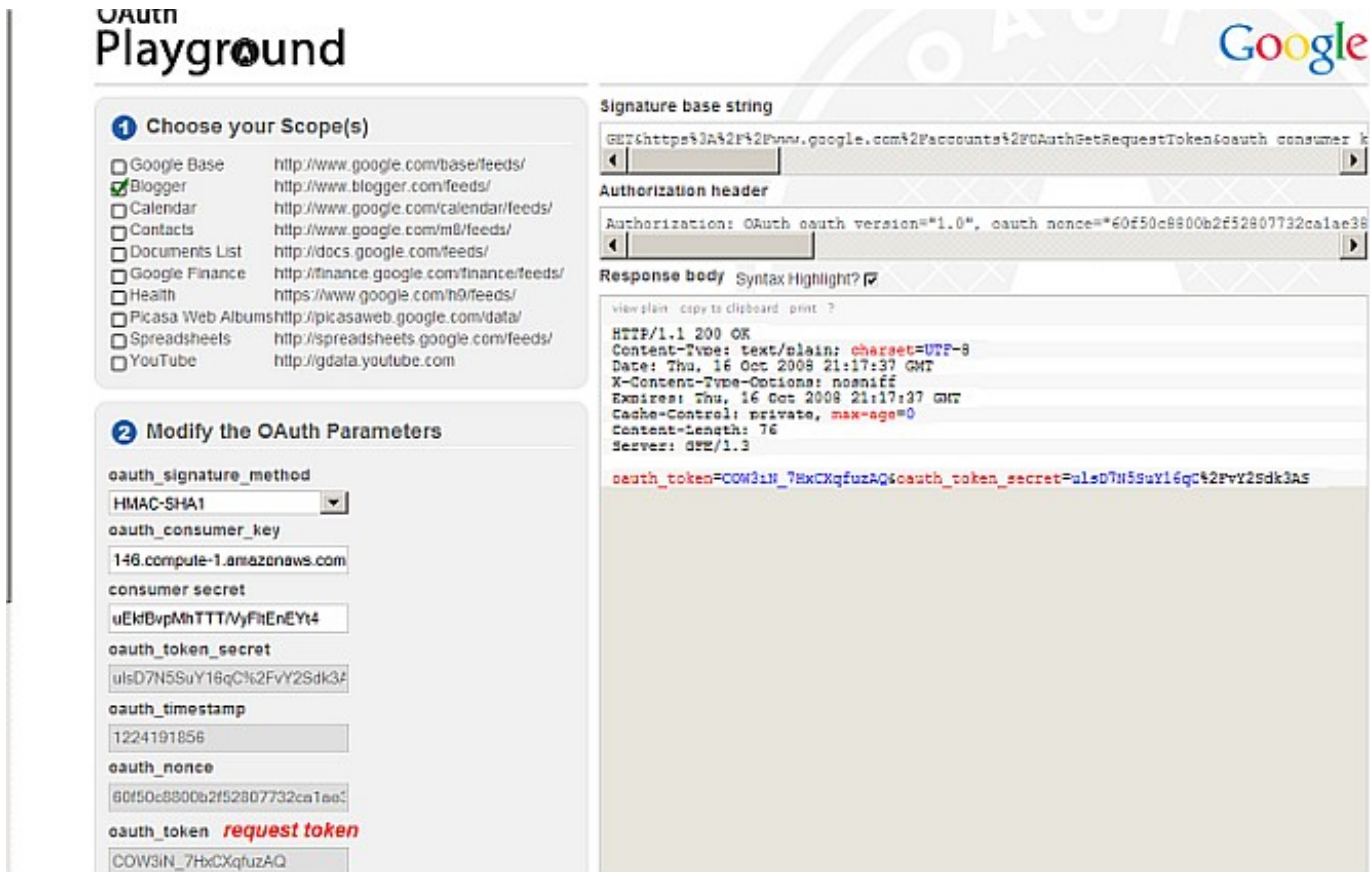 OAuth
Playground
Google
1 Choose your Scope(s)
Google Base http://www.google.com/base/feeds/
Blogger http://www.blogger.com/feeds/
Calendar http://www.google.com/calendar/feeds/
Contacts http://www.google.com/m8/feeds/
Documents List http://docs.google.com/feeds/
Google Finance http://finance.google.com/finance/feeds/
Health https://www.google.com/h9/feeds/
Picasa Web Albums http://picasaweb.google.com/data/
Spreadsheets http://spreadsheets.google.com/feeds/
YouTube http://gdata.youtube.com
2 Modify the OAuth Parameters
oauth_signature_method
HMAC-SHA1
oauth_consumer_key
146.compute-1.amazonaws.com
consumer secret
oauth_token_secret
ulsD7N5SuY16qC%2FvY2Sdk3A
oauth_timestamp
1224191856
oauth_nonce
60f50c8800b2f52807732ca1ae3
oauth_token request token
COW3iN_7HxCXqfuzAQ
Signature base string
GET&https%3A%2F%2Fwww.google.com%2Faccounts%2FOAuthGetRequestToken&oauth_consumer_k
Authorization header
Authorization: OAuth oauth_version="1.0", oauth_nonce="60f50c8800b2f52807732ca1ae38
Response body Syntax Highlight?
view plain copy to clipboard print ?
HTTP/1.1 200 OK
Content-Type: text/plain; charset=UTF-8
Date: Thu, 16 Oct 2008 21:17:37 GMT
X-Content-Type-Options: nosniff
Expires: Thu, 16 Oct 2008 21:17:37 GMT
Cache-Control: private, max-age=0
Content-Length: 76
Server: GFE/1.3
oauth_token=COW3iN_7HxCXqfuzAQ&oauth_token_secret=ulsD7N5SuY16qC%2FvY2Sdk3AS